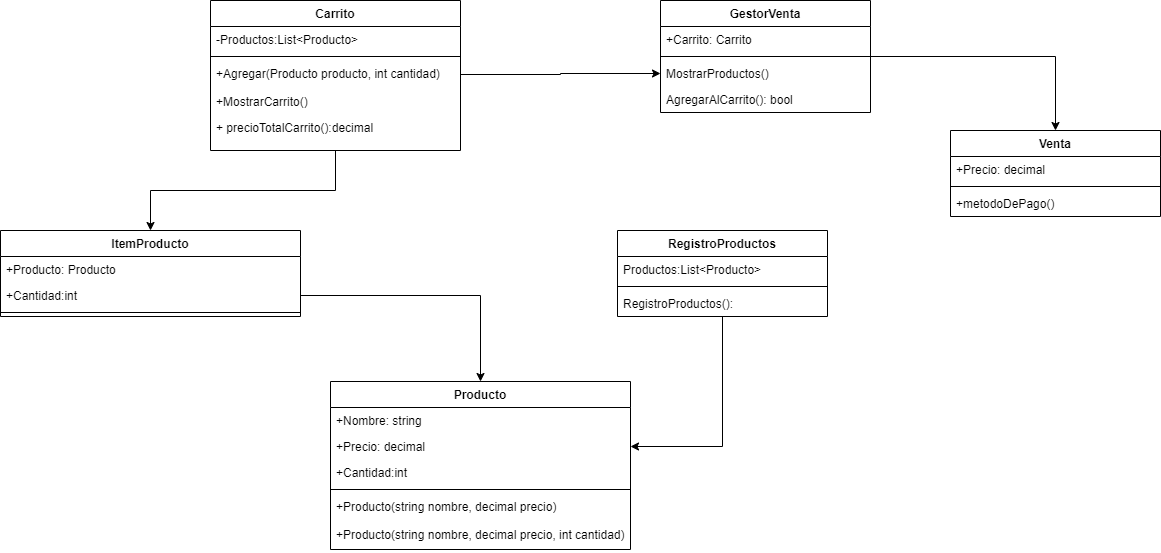 Carrito
-Productos:List<Producto>
+Agregar(Producto producto, int cantidad)
+MostrarCarrito()
+ precioTotalCarrito():decimal
GestorVenta
+Carrito: Carrito
MostrarProductos()
AgregarAlCarrito(): bool
Venta
+Precio: decimal
+metodoDePago()
ItemProducto
+Producto: Producto
+Cantidad:int
RegistroProductos
Productos:List<Producto>
RegistroProductos():
Producto
+Nombre: string
+Precio: decimal
+Cantidad:int
+Producto(string nombre, decimal precio)
+Producto(string nombre, decimal precio, int cantidad)